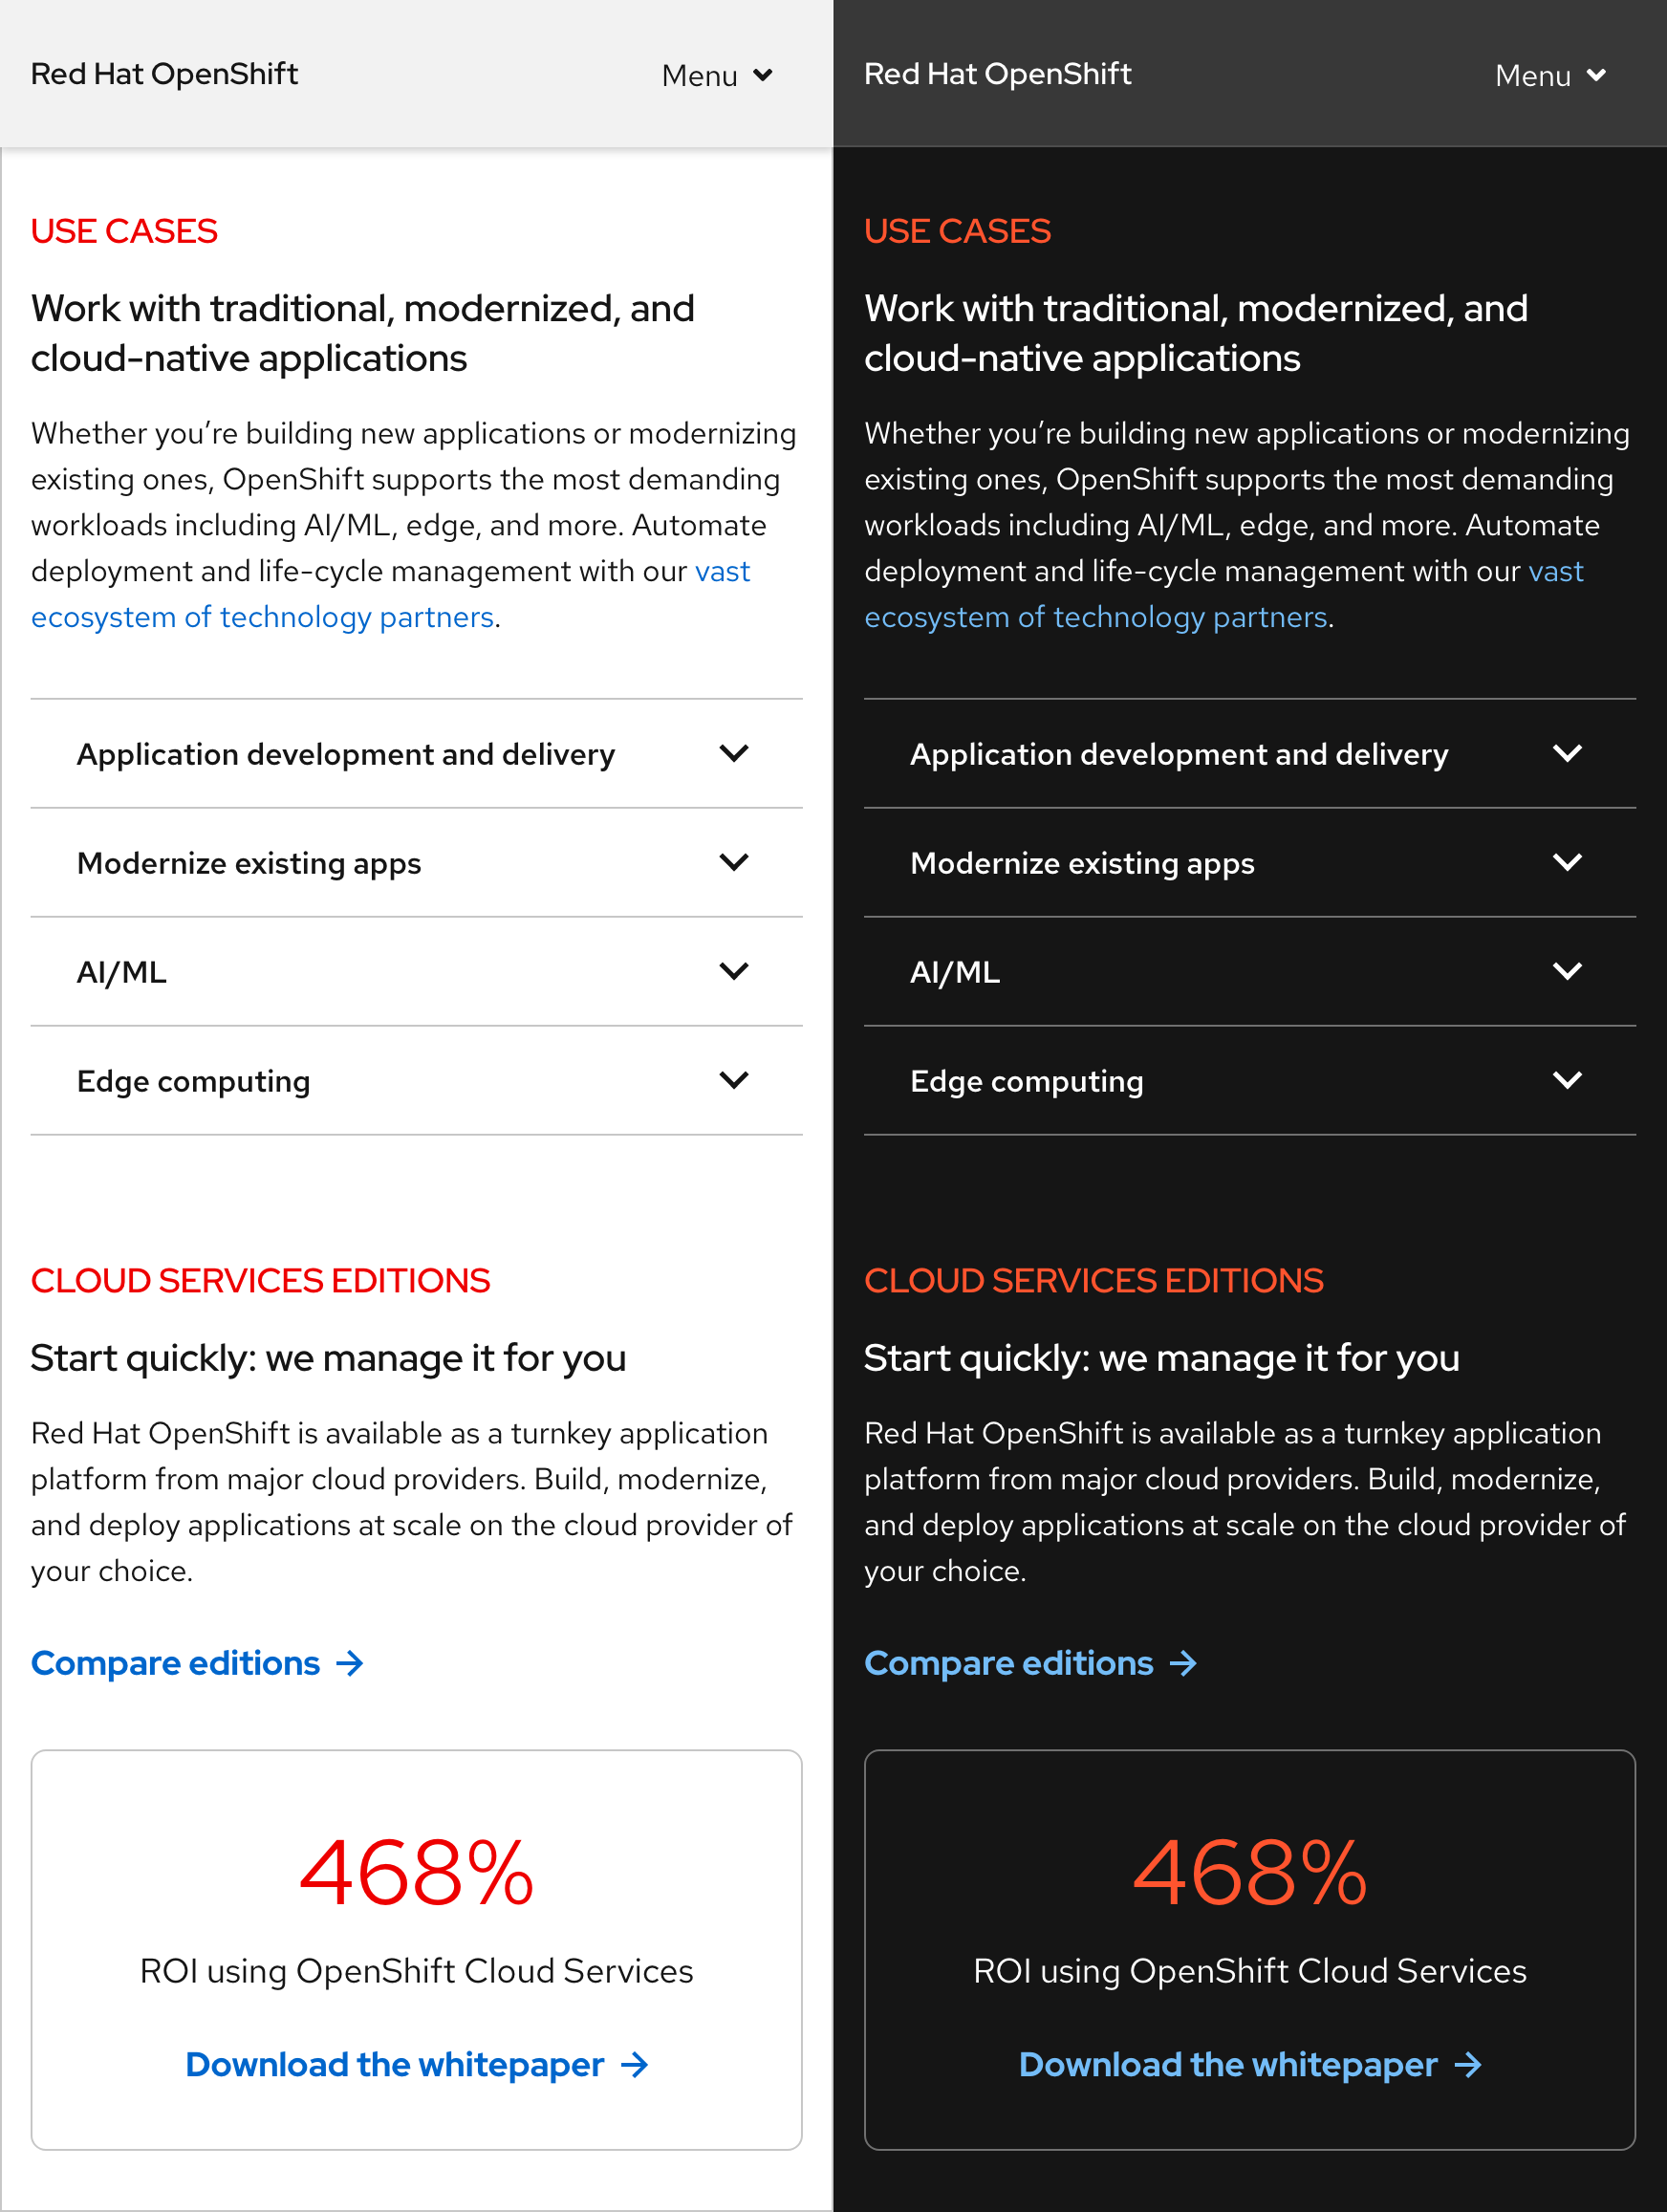 Red Hat OpenShift
Menu
USE CASES
Work with traditional, modernized, and
cloud-native applications
Whether you’re building new applications or modernizing
existing ones, OpenShift supports the most demanding
workloads including AI/ML, edge, and more. Automate
deployment and life-cycle management with our vast
ecosystem of technology partners.
Application development and delivery
Modernize existing apps
AI/ML
Edge computing
CLOUD SERVICES EDITIONS
Start quickly: we manage it for you
Red Hat OpenShift is available as a turnkey application
platform from major cloud providers. Build, modernize,
and deploy applications at scale on the cloud provider of
your choice.
Compare editions
468%
ROI using OpenShift Cloud Services
Download the whitepaper
Red Hat OpenShift
Menu
USE CASES
Work with traditional, modernized, and
cloud-native applications
Whether you’re building new applications or modernizing
existing ones, OpenShift supports the most demanding
workloads including AI/ML, edge, and more. Automate
deployment and life-cycle management with our vast
ecosystem of technology partners.
Application development and delivery
Modernize existing apps
AI/ML
Edge computing
CLOUD SERVICES EDITIONS
Start quickly: we manage it for you
Red Hat OpenShift is available as a turnkey application
platform from major cloud providers. Build, modernize,
and deploy applications at scale on the cloud provider of
your choice.
Compare editions
468%
ROI using OpenShift Cloud Services
Download the whitepaper